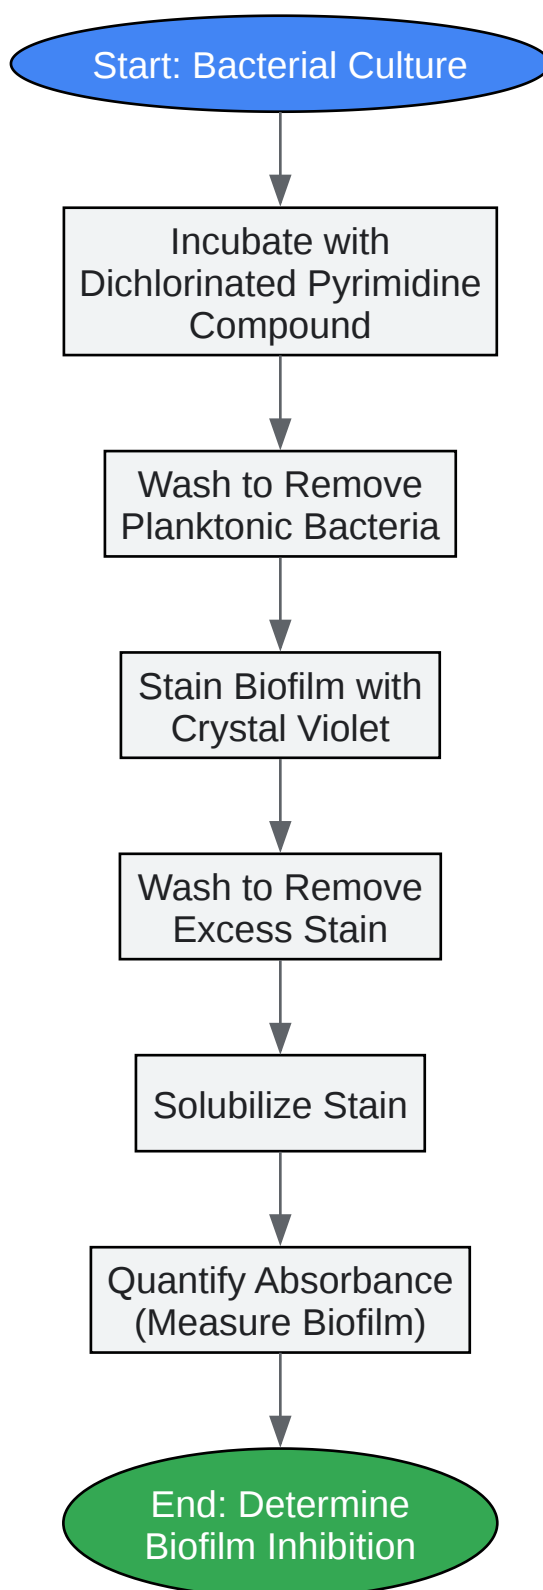 Start: Bacterial Culture
Incubate with
Dichlorinated Pyrimidine
Compound
Wash to Remove
Planktonic Bacteria
Stain Biofilm with
Crystal Violet
Wash to Remove
Excess Stain
Solubilize Stain
Quantify Absorbance
(Measure Biofilm)
End: Determine
Biofilm Inhibition